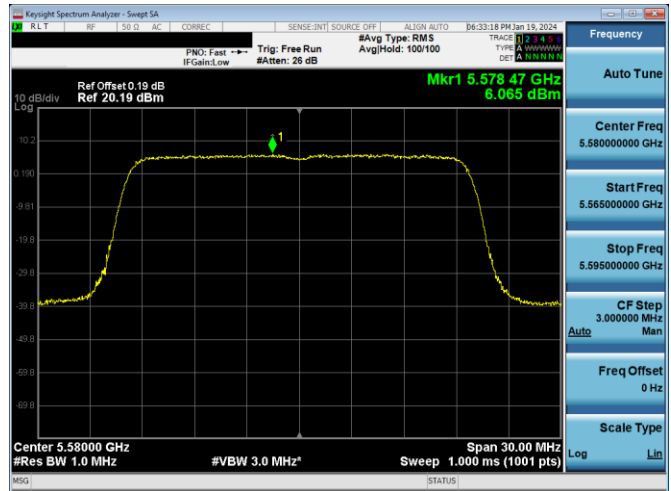 Keysight Spectrum Analyzer - Swept SA
RLT RF 50 Ω AC CORREC SENSE:INT SOURCE OFF ALIGN AUTO 06:33:18 PM Jan 19, 2024
#Avg Type: RMS TRACE 1 2 3 4 5 6
PNO: Fast Trig: Free Run Avg|Hold: 100/100 TYPE A WWWWW
IFGain:Low #Atten: 26 dB DET A N N N N N
Mkr1 5.578 47 GHz
6.065 dBm
Ref Offset 0.19 dB
10 dB/div Ref 20.19 dBm
Log
1
10.2
0.190
-9.81
-19.8
-29.8
-39.8
-49.8
-59.8
-69.8
Center 5.58000 GHz Span 30.00 MHz
#Res BW 1.0 MHz #VBW 3.0 MHz* Sweep 1.000 ms (1001 pts)
MSG STATUS
Frequency
Auto Tune
Center Freq
5.580000000 GHz
Start Freq
5.565000000 GHz
Stop Freq
5.595000000 GHz
CF Step
3.000000 MHz
Auto Man
Freq Offset
0 Hz
Scale Type
Log Lin